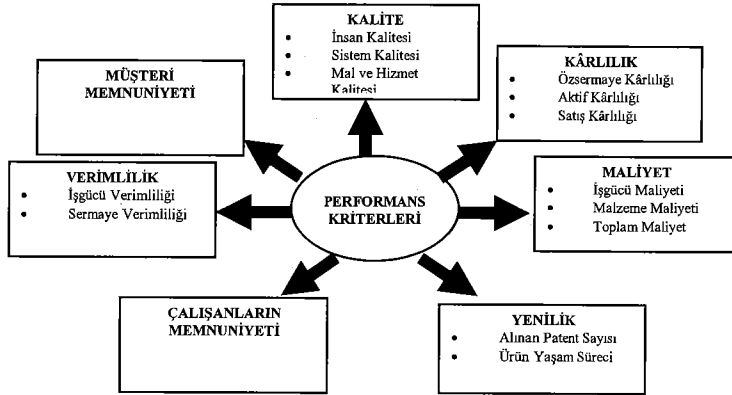 KALİTE
• İnsan Kalitesi
• Sistem Kalitesi
• Mal ve Hizmet
Kalitesi
MÜŞTERİ
MEMNUNİYETİ
KÂRLILIK
• Özsermaye Kârlılığı
• Aktif Kârlılığı
• Satış Kârlılığı
VERİMLİLİK
• İşgücü Verimliliği
• Sermaye Verimliliği
PERFORMANS
KRİTERLERİ
MALİYET
• İşgücü Maliyeti
• Malzeme Maliyeti
• Toplam Maliyet
ÇALIŞANLARIN
MEMNUNİYETİ
YENİLİK
• Alınan Patent Sayısı
• Ürün Yaşam Süreci